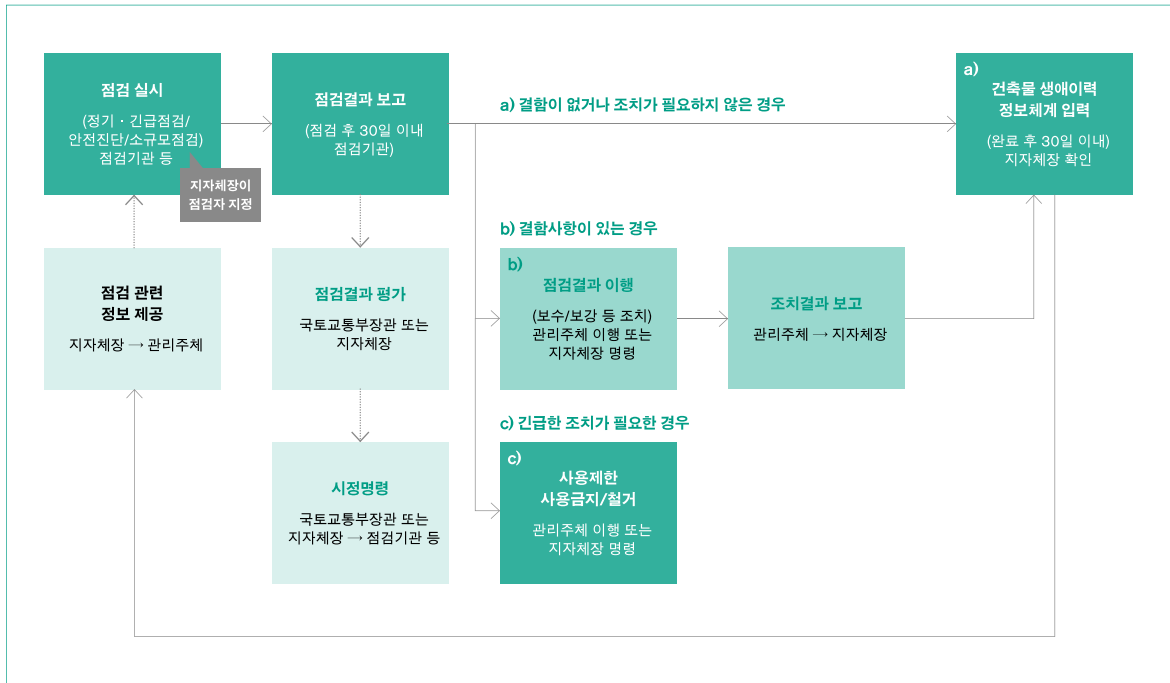 점검 실시
(정기 · 긴급점검/
안전진단/소규모점검)
점검기관 등
지자체장이
점검자 지정
점검결과 보고
(점검 후 30일 이내
점검기관)
a) 결함이 없거나 조치가 필요하지 않은 경우
a)
건축물 생애이력
정보체계 입력
(완료 후 30일 이내)
지자체장 확인
점검 관련
정보 제공
지자체장 → 관리주체
점검결과 평가
국토교통부장관 또는
지자체장
b) 결함사항이 있는 경우
b)
점검결과 이행
(보수/보강 등 조치)
관리주체 이행 또는
지자체장 명령
조치결과 보고
관리주체 → 지자체장
시정명령
국토교통부장관 또는
지자체장 → 점검기관 등
c) 긴급한 조치가 필요한 경우
c)
사용제한
사용금지/철거
관리주체 이행 또는
지자체장 명령